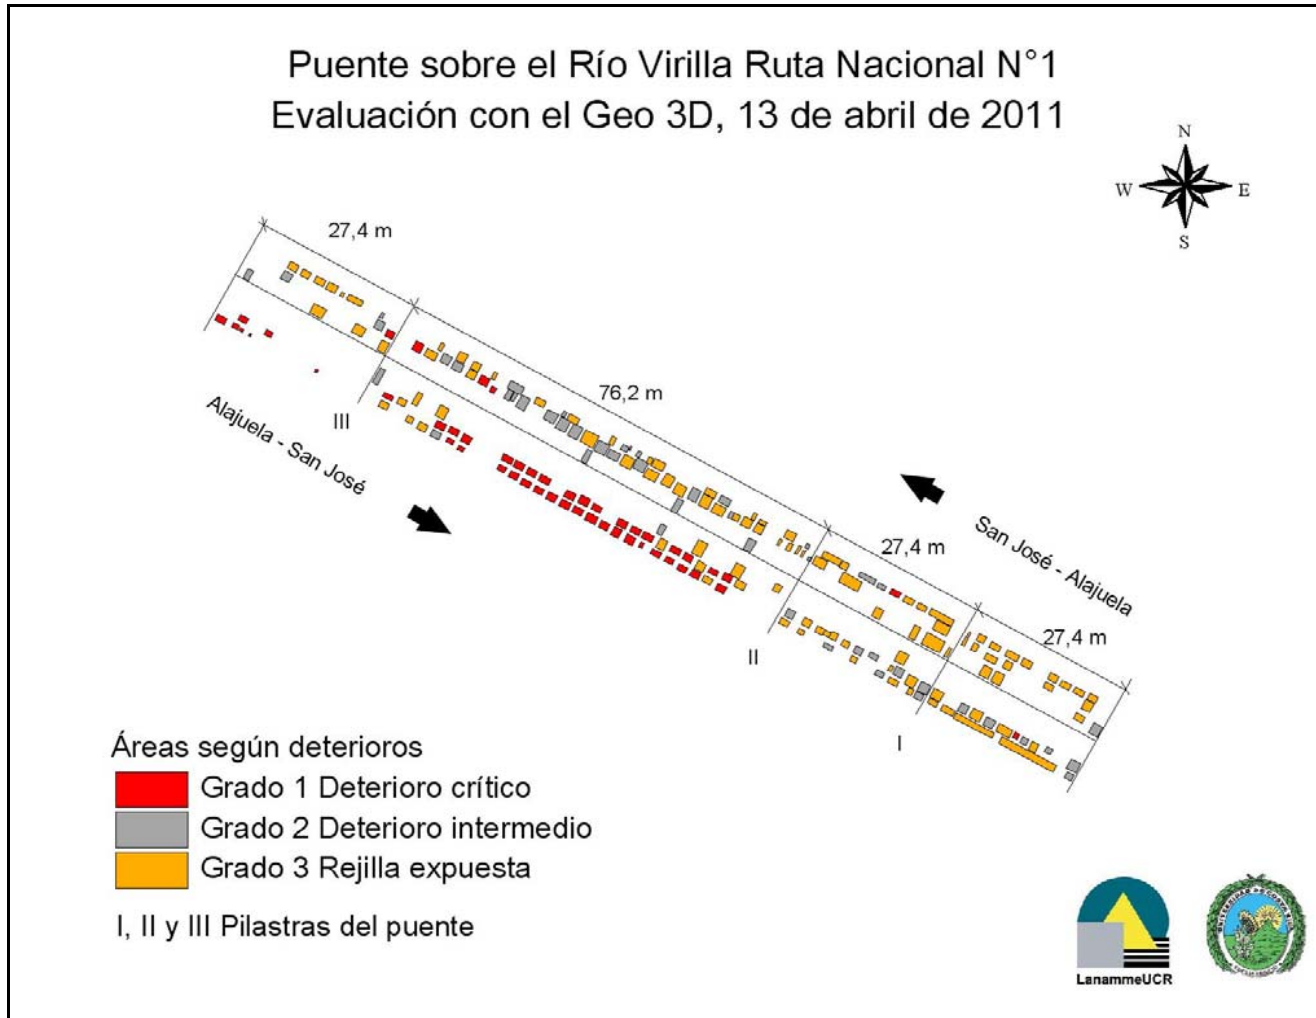 Puente sobre el Río Virilla Ruta Nacional N°1
Evaluación con el Geo 3D, 13 de abril de 2011
N
W E
S
27,4 m
76,2 m
III
Alajuela - San José
San José - Alajuela
27,4 m
27,4 m
II
I
Áreas según deterioros
Grado 1 Deterioro crítico
Grado 2 Deterioro intermedio
Grado 3 Rejilla expuesta
I, II y III Pilastras del puente
LanammeUCR